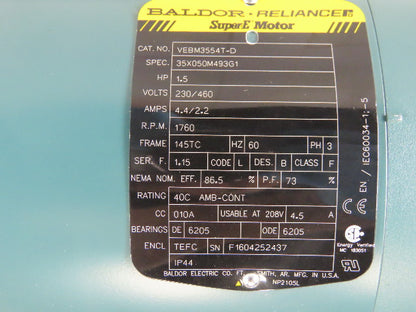 BALDOR · RELIANCE
Super·E Motor
CAT. NO. VEBM3554T-D
SPEC. 35X050M493G1
HP 1.5
VOLTS 230/460
AMPS 4.4/2.2
R.P.M. 1760
FRAME 145TC HZ 60 PH 3
SER. F. 1.15 CODE L DES. B CLASS F
NEMA NOM. EFF. 86.5 % P.F. 73 %
RATING 40C AMB-CONT
CC 010A USABLE AT 208V 4.5 A
BEARINGS DE 6205 ODE 6205
ENCL TEFC SN F1604252437
IP44
BALDOR ELECTRIC CO. FT. SMITH, AR. MFG. IN U.S.A.
NP2105L
CE EN / IEC60034-1;-5
Energy Verified